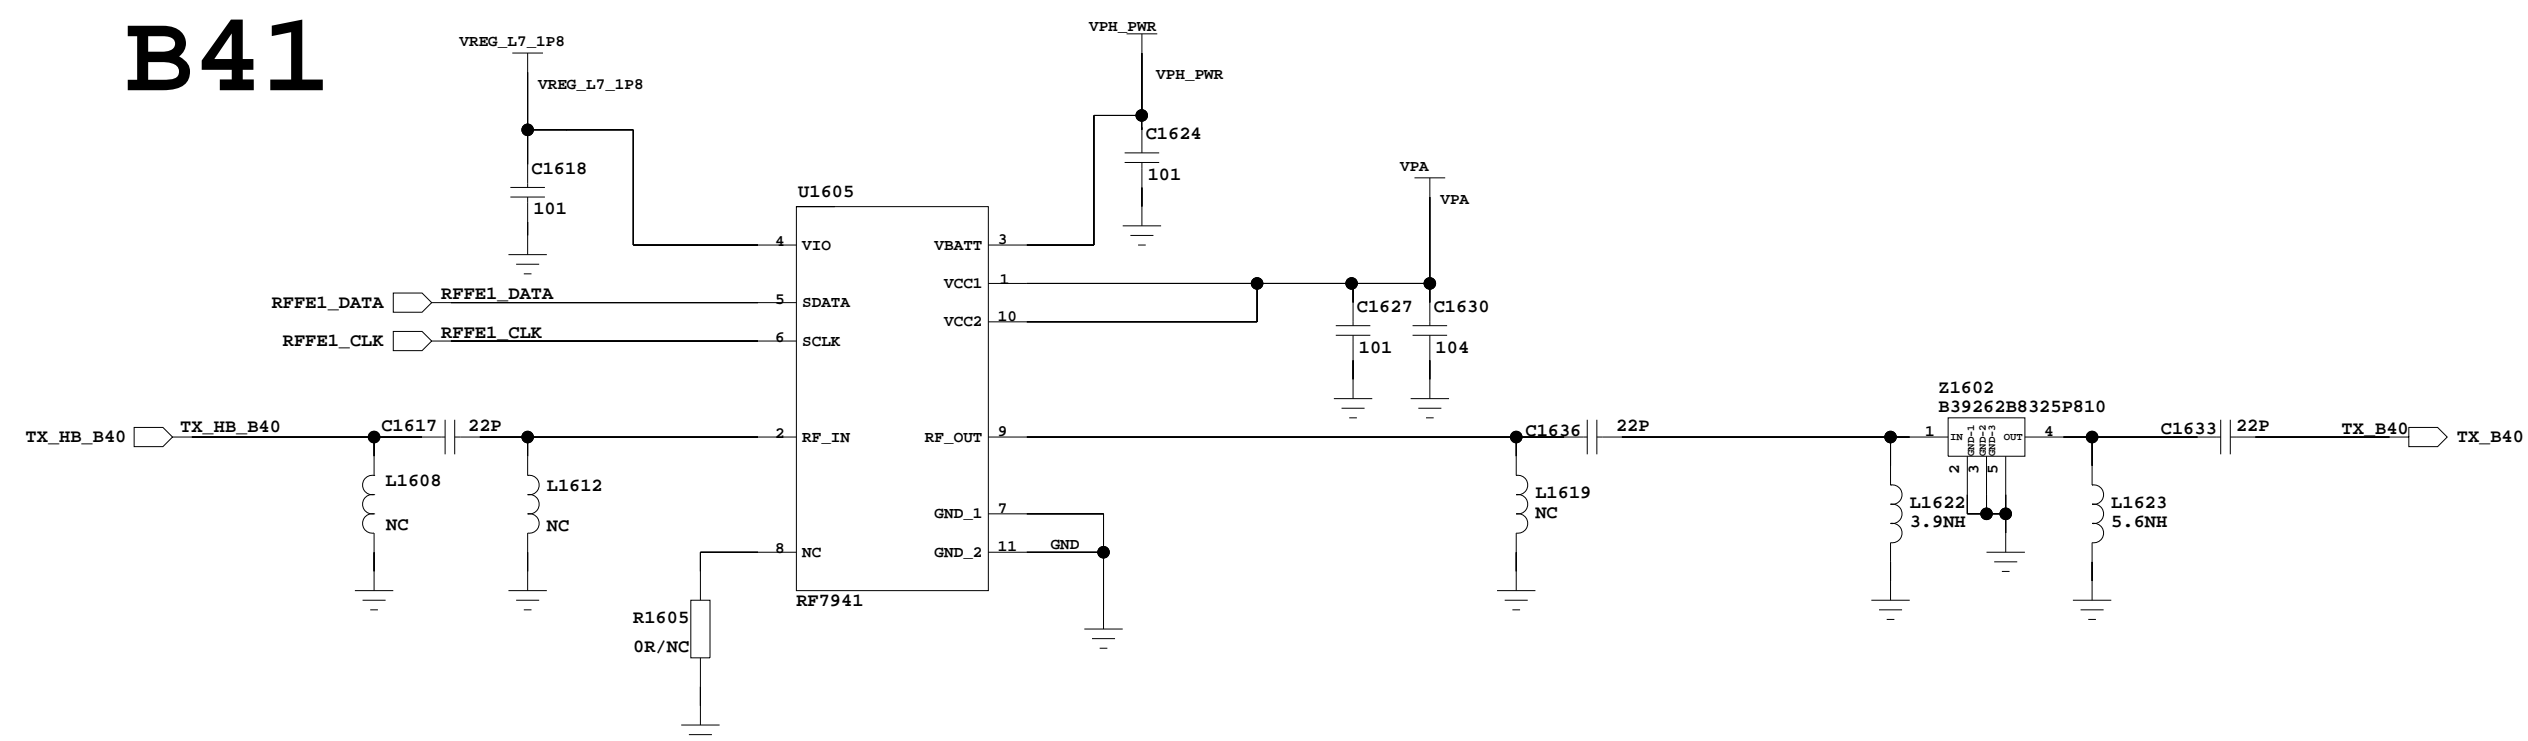 B41
VREG_L7_1P8
VREG_L7_1P8
C1618
101
VPH_PWR
VPH_PWR
C1624
101
VPA
VPA
U1605
4 VIO
VBATT 3
VCC1 1
RFFE1_DATA RFFE1_DATA 5 SDATA
C1627 C1630
VCC2 10
RFFE1_CLK RFFE1_CLK 6 SCLK
101 104
Z1602
B39262B8325P810
TX_HB_B40 TX_HB_B40 C1617 22P 2 RF_IN
RF_OUT 9 C1636 22P
1 IN GND-1 GND-2 GND-3 OUT 4
2 3 5
C1633 22P TX_B40 TX_B40
L1608
NC
L1612
NC
L1619
NC
L1622
3.9NH
L1623
5.6NH
GND_1 7
8 NC
GND_2 11 GND
RF7941
R1605
0R/NC